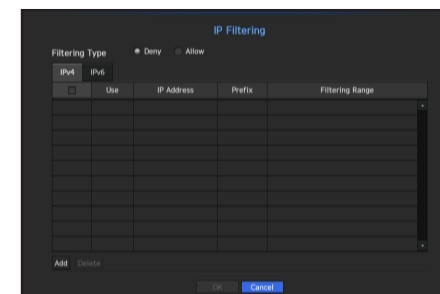 IP Filtering
Filtering Type Deny Allow
IPv4 IPv6
Use IP Address Prefix Filtering Range
Add Delete
OK Cancel